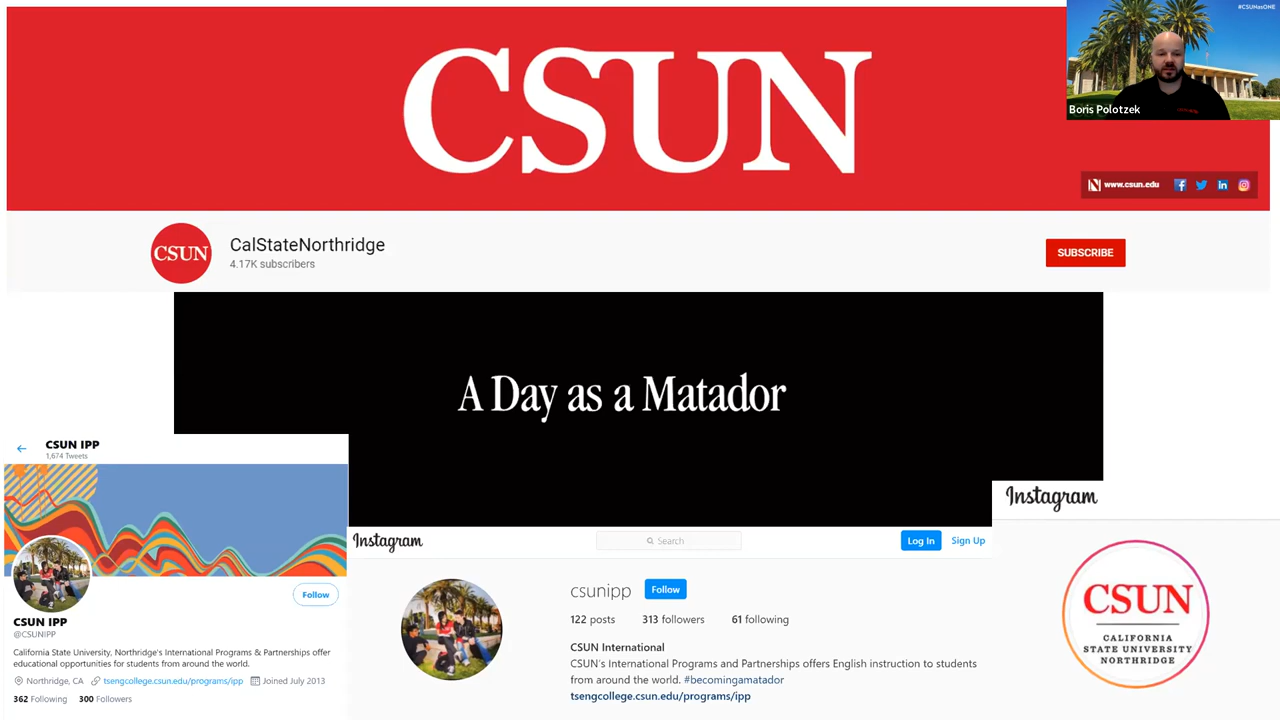 #CSUNasONE
CSUN
Boris Polotzek
www.csun.edu
CSUN
CalStateNorthridge
4.17K subscribers
SUBSCRIBE
A Day as a Matador
CSUN IPP
1,674 Tweets
Follow
CSUN IPP
@CSUNIPP
California State University, Northridge's International Programs & Partnerships offer
educational opportunities for students from around the world.
Northridge, CA tsengcollege.csun.edu/programs/ipp Joined July 2013
362 Following 300 Followers
Instagram
Search
Log In
Sign Up
csunipp
Follow
122 posts 313 followers 61 following
CSUN International
CSUN's International Programs and Partnerships offers English instruction to students
from around the world. #becomingamatador
tsengcollege.csun.edu/programs/ipp
Instagram
CSUN
CALIFORNIA
STATE UNIVERSITY
NORTHRIDGE